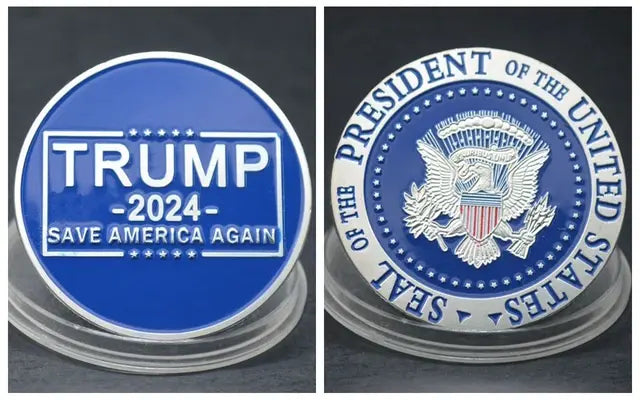 TRUMP
-2024-
SAVE AMERICA AGAIN
SEAL OF THE PRESIDENT OF THE UNITED STATES